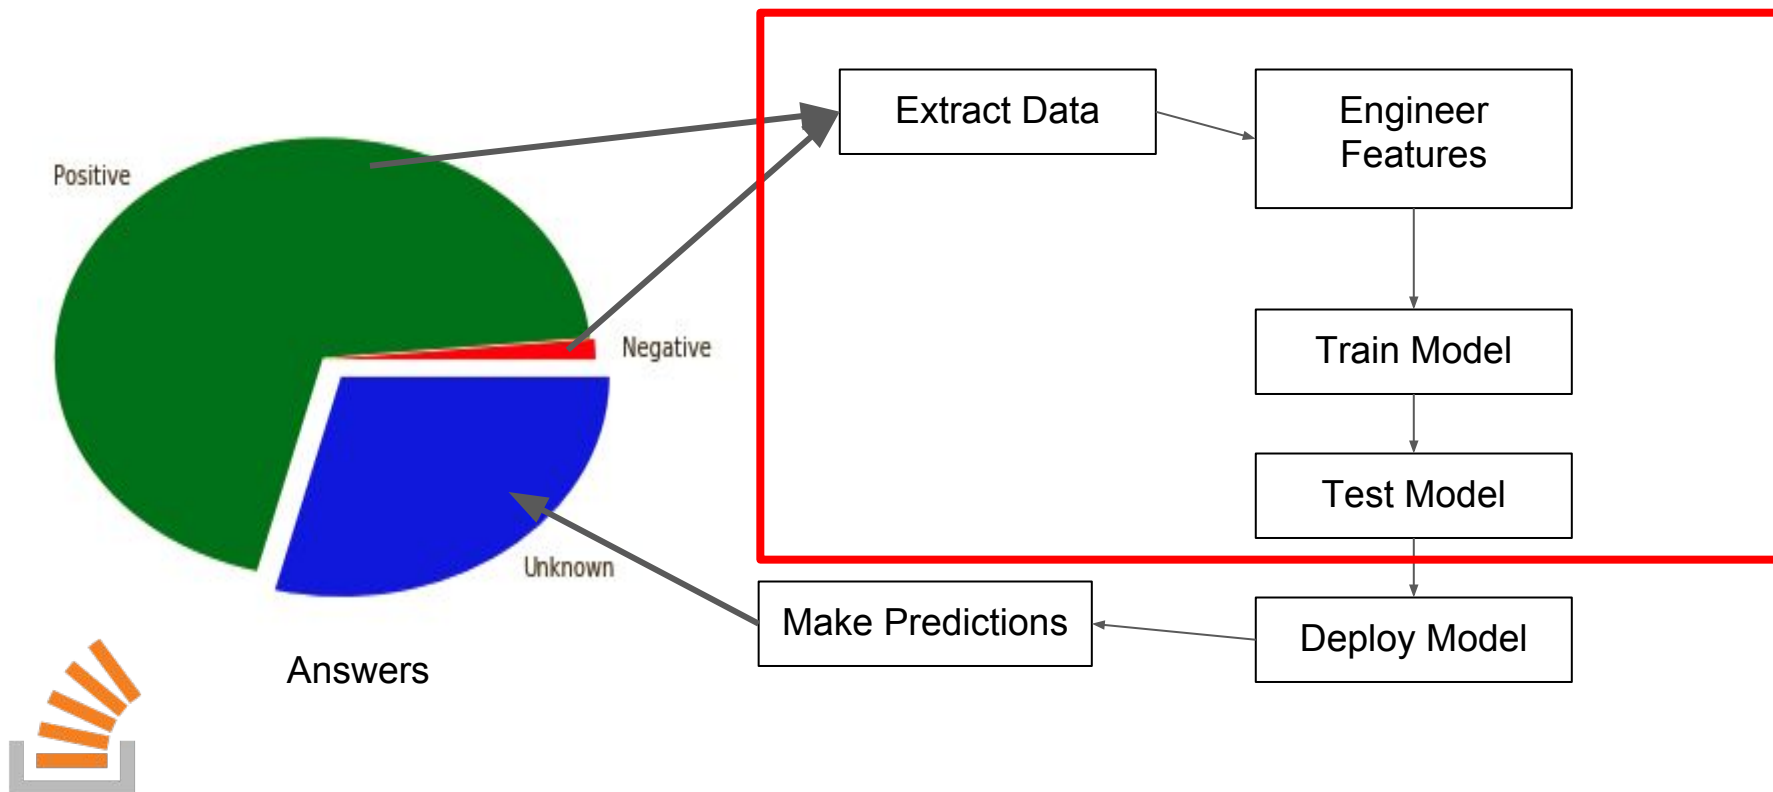 Positive
Negative
Unknown
Answers
Extract Data
Engineer
Features
Train Model
Test Model
Deploy Model
Make Predictions